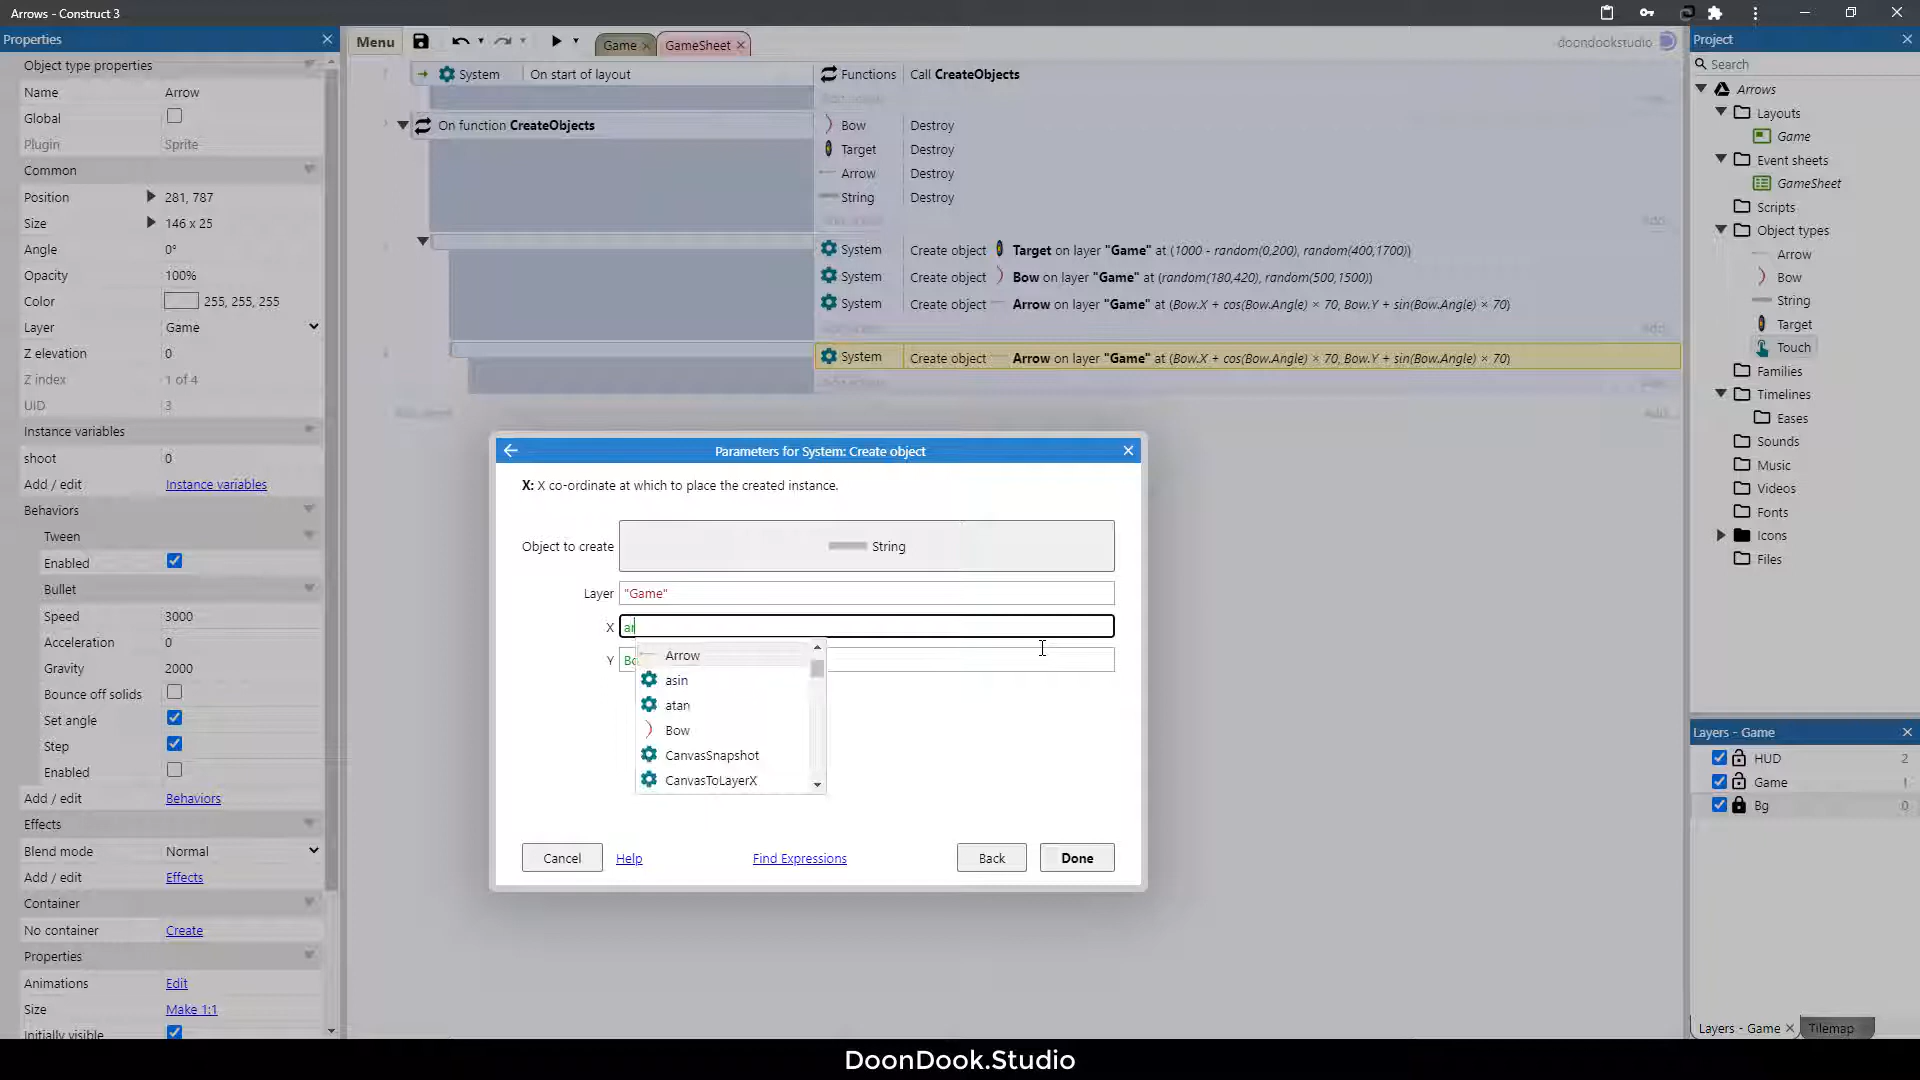 Arrows - Construct 3
Properties
Object type properties
Name Arrow
Global
Plugin Sprite
Common
Position 281, 787
Size 146 x 25
Angle 0°
Opacity 100%
Color 255, 255, 255
Layer Game
Z elevation 0
Z index 1 of 4
UID 3
Instance variables
shoot 0
Add / edit Instance variables
Behaviors
Tween
Enabled
Bullet
Speed 3000
Acceleration 0
Gravity 2000
Bounce off solids
Set angle
Step
Enabled
Add / edit Behaviors
Effects
Blend mode Normal
Add / edit Effects
Container
No container Create
Properties
Animations Edit
Size Make 1:1
Initially visible
Menu
Game
GameSheet
doondookstudio
System On start of layout
Functions Call CreateObjects
On function CreateObjects
Bow Destroy
Target Destroy
Arrow Destroy
String Destroy
System Create object Target on layer "Game" at (1000 - random(0,200), random(400,1700))
System Create object Bow on layer "Game" at (random(180,420), random(500,1500))
System Create object Arrow on layer "Game" at (Bow.X + cos(Bow.Angle) × 70, Bow.Y + sin(Bow.Angle) × 70)
System Create object Arrow on layer "Game" at (Bow.X + cos(Bow.Angle) × 70, Bow.Y + sin(Bow.Angle) × 70)
Parameters for System: Create object
X: X co-ordinate at which to place the created instance.
Object to create String
Layer "Game"
X ar
Y
Arrow
asin
atan
Bow
CanvasSnapshot
CanvasToLayerX
Cancel
Help
Find Expressions
Back
Done
Project
Search
Arrows
Layouts
Game
Event sheets
GameSheet
Scripts
Object types
Arrow
Bow
String
Target
Touch
Families
Timelines
Eases
Sounds
Music
Videos
Fonts
Icons
Files
Layers - Game
HUD 2
Game 1
Bg 0
Layers - Game
Tilemap
DoonDook.Studio